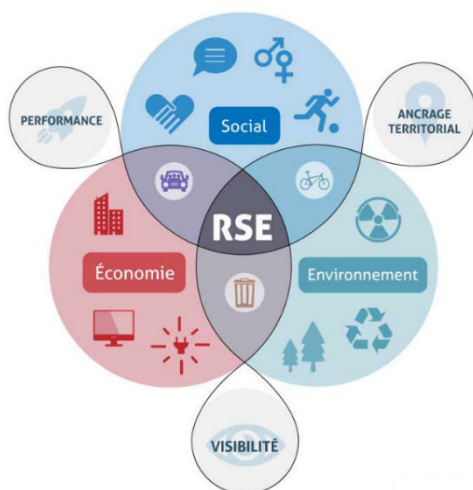 PERFORMANCE
ANCRAGE
TERRITORIAL
Social
RSE
Économie
Environnement
VISIBILITÉ